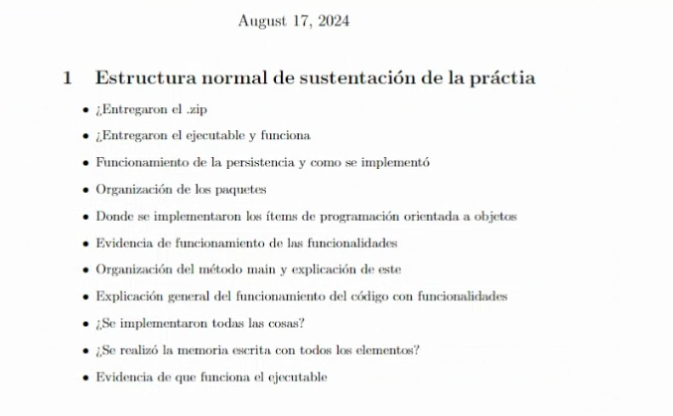 August 17, 2024
1 Estructura normal de sustentación de la práctia
• ¿Entregaron el .zip
• ¿Entregaron el ejecutable y funciona
• Funcionamiento de la persistencia y como se implementó
• Organización de los paquetes
• Donde se implementaron los ítems de programación orientada a objetos
• Evidencia de funcionamiento de las funcionalidades
• Organización del método main y explicación de este
• Explicación general del funcionamiento del código con funcionalidades
• ¿Se implementaron todas las cosas?
• ¿Se realizó la memoria escrita con todos los elementos?
• Evidencia de que funciona el ejecutable